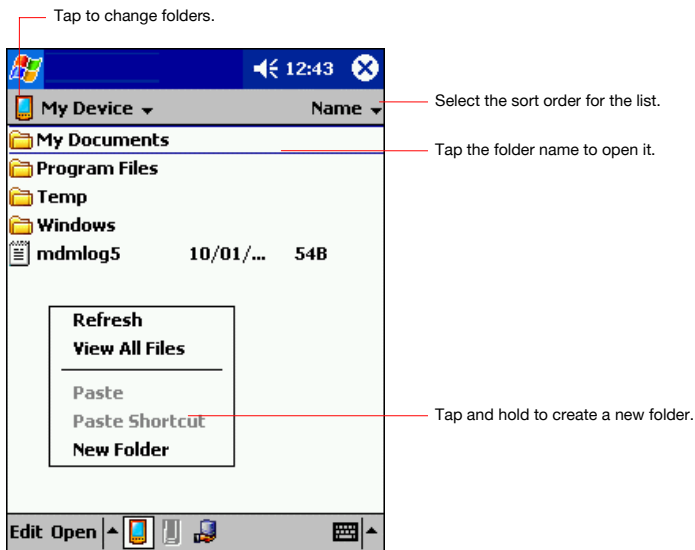 Tap to change folders.
12:43
My Device Name
Select the sort order for the list.
My Documents
Tap the folder name to open it.
Program Files
Temp
Windows
mdmlog5 10/01/... 54B
Refresh
View All Files
Paste
Paste Shortcut
Tap and hold to create a new folder.
New Folder
Edit Open